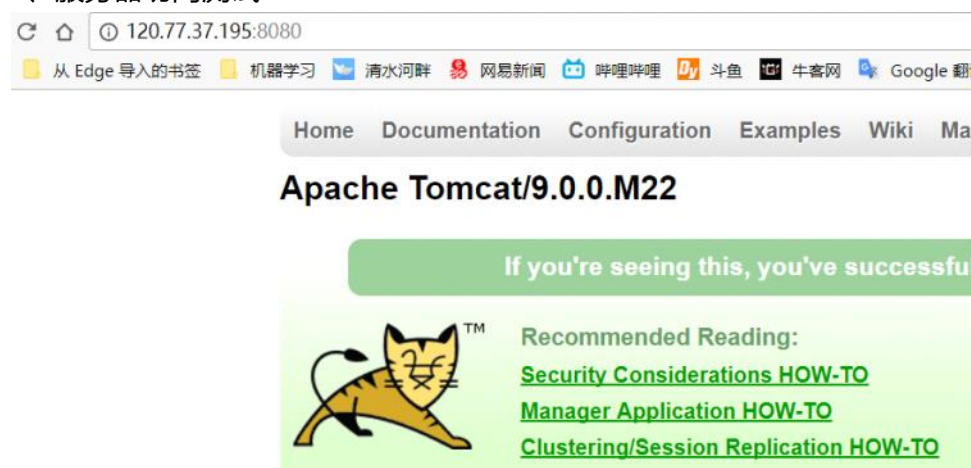 120.77.37.195:8080
从 Edge 导入的书签 机器学习 清水河畔 网易新闻 哔哩哔哩 斗鱼 牛客网 Google
Home Documentation Configuration Examples Wiki
Apache Tomcat/9.0.0.M22
If you're seeing this, you've
TM
Recommended Reading:
Security Considerations HOW-TO
Manager Application HOW-TO
Clustering/Session Replication HOW-TO